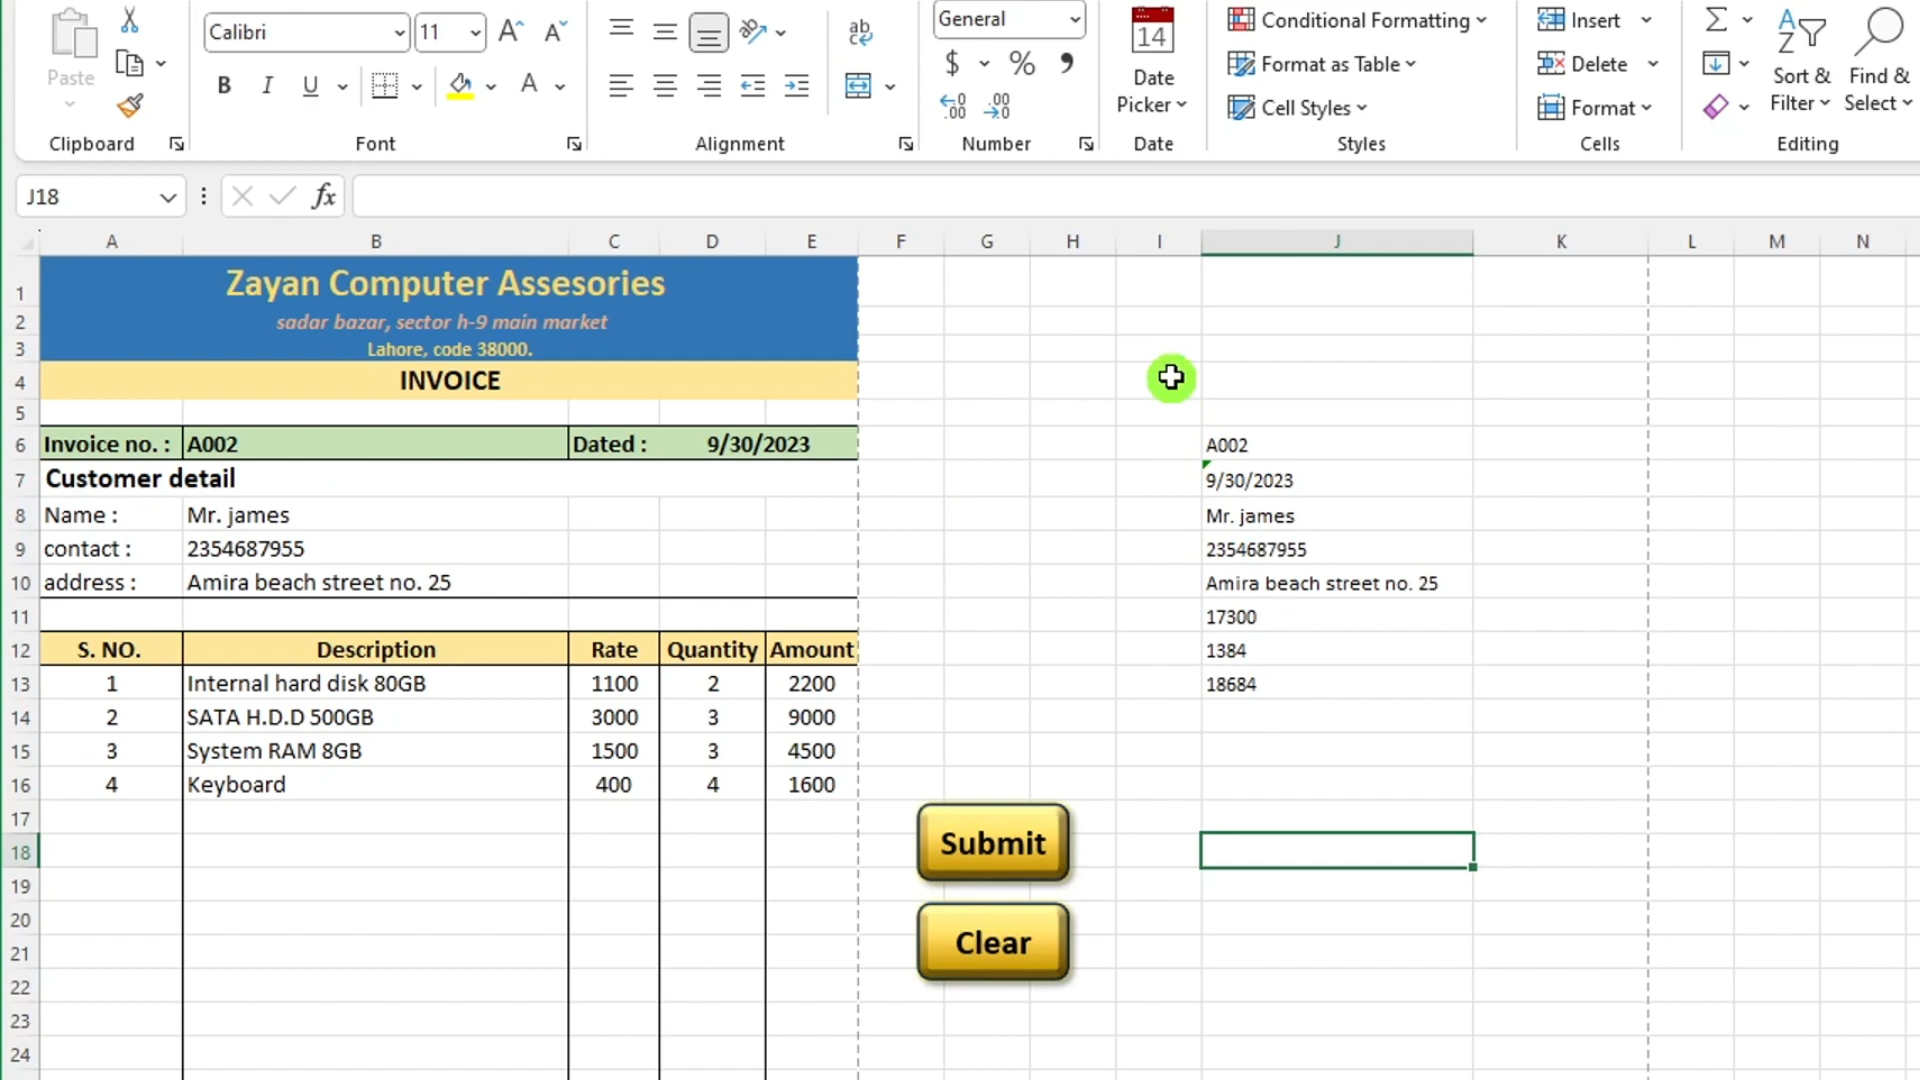 Paste
Clipboard
Calibri
11
B I U
A
Font
ab
Alignment
General
$ % ,
.00
.00
Number
14
Date
Picker
Date
Conditional Formatting
Format as Table
Cell Styles
Styles
Insert
Delete
Format
Cells
Sort &
Filter
Find &
Select
Editing
J18
fx
A B C D E F G H I J K L M N
1 Zayan Computer Assesories
2 sadar bazar, sector h-9 main market
3 Lahore, code 38000.
4 INVOICE
5
6 Invoice no. : A002 Dated : 9/30/2023 A002
7 Customer detail 9/30/2023
8 Name : Mr. james Mr. james
9 contact : 2354687955 2354687955
10 address : Amira beach street no. 25 Amira beach street no. 25
11 17300
12 S. NO. Description Rate Quantity Amount 1384
13 1 Internal hard disk 80GB 1100 2 2200 18684
14 2 SATA H.D.D 500GB 3000 3 9000
15 3 System RAM 8GB 1500 3 4500
16 4 Keyboard 400 4 1600
17
18
19
20
21
22
23
24
Submit
Clear